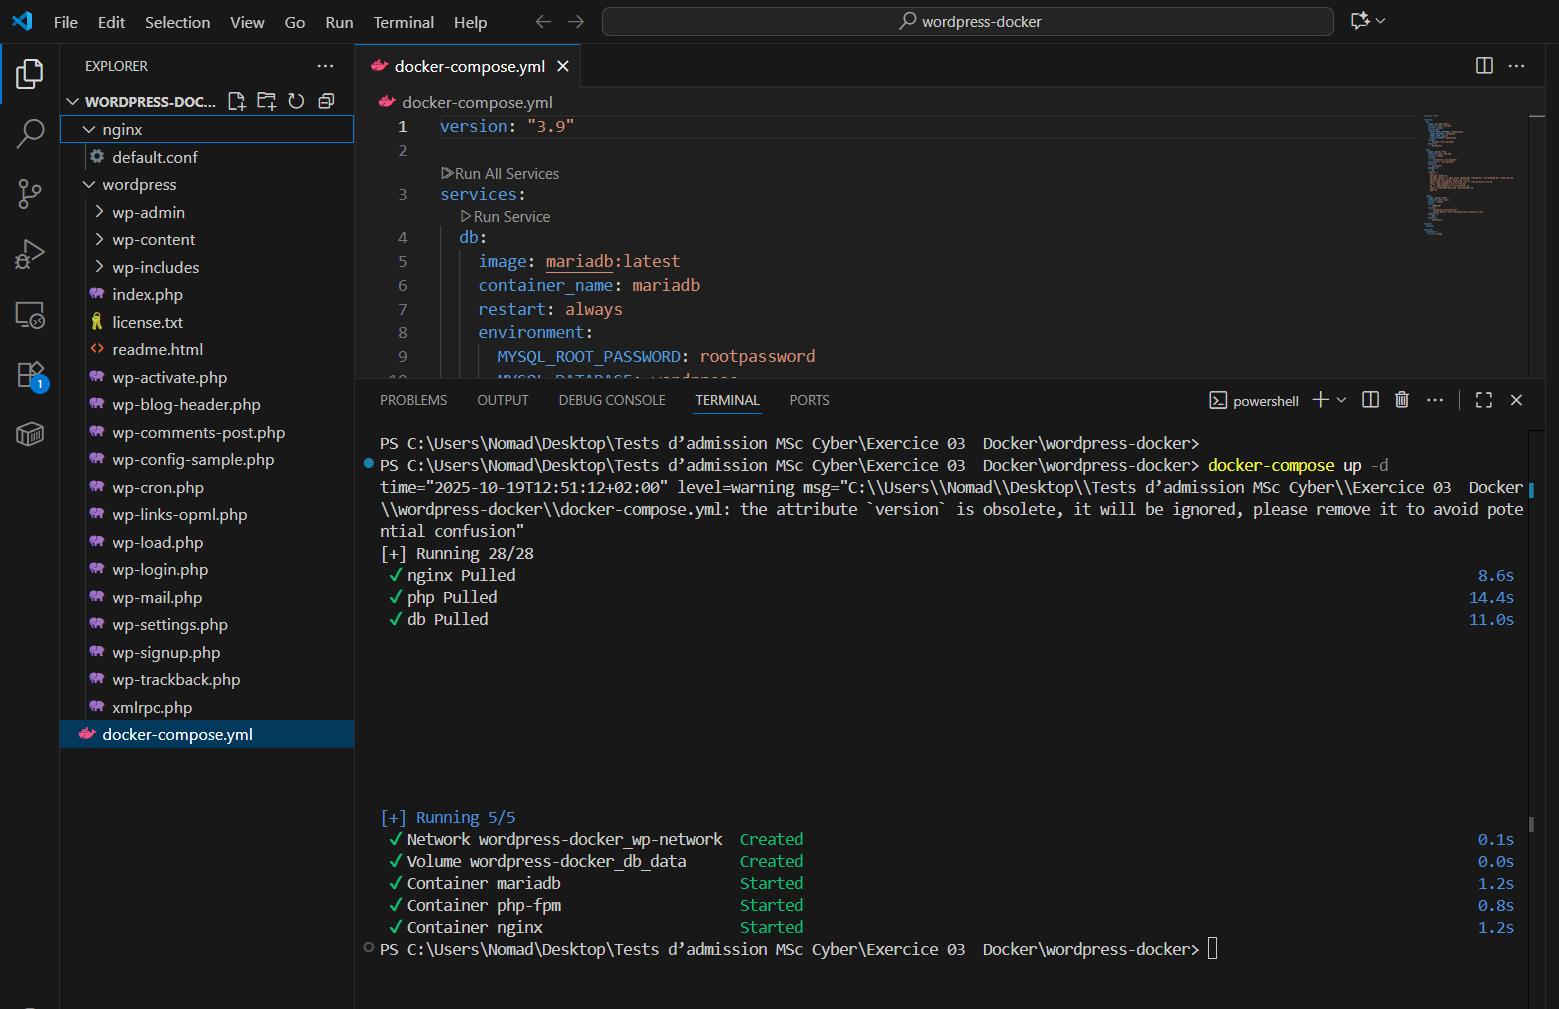 File Edit Selection View Go Run Terminal Help
wordpress-docker
EXPLORER
WORDPRESS-DOC...
nginx
default.conf
wordpress
wp-admin
wp-content
wp-includes
index.php
license.txt
readme.html
wp-activate.php
wp-blog-header.php
wp-comments-post.php
wp-config-sample.php
wp-cron.php
wp-links-opml.php
wp-load.php
wp-login.php
wp-mail.php
wp-settings.php
wp-signup.php
wp-trackback.php
xmlrpc.php
docker-compose.yml
1
docker-compose.yml
docker-compose.yml
1 version: "3.9"
2
Run All Services
3 services:
Run Service
4 db:
5 image: mariadb:latest
6 container_name: mariadb
7 restart: always
8 environment:
9 MYSQL_ROOT_PASSWORD: rootpassword
10 MYSQL_DATABASE: wordpress
PROBLEMS OUTPUT DEBUG CONSOLE TERMINAL PORTS
powershell
PS C:\Users\Nomad\Desktop\Tests d’admission MSc Cyber\Exercice 03  Docker\wordpress-docker>
PS C:\Users\Nomad\Desktop\Tests d’admission MSc Cyber\Exercice 03  Docker\wordpress-docker> docker-compose up -d
time="2025-10-19T12:51:12+02:00" level=warning msg="C:\\Users\\Nomad\\Desktop\\Tests d’admission MSc Cyber\\Exercice 03  Docker
\\wordpress-docker\\docker-compose.yml: the attribute `version` is obsolete, it will be ignored, please remove it to avoid pote
ntial confusion"
[+] Running 28/28
✔ nginx Pulled 8.6s
✔ php Pulled 14.4s
✔ db Pulled 11.0s
[+] Running 5/5
✔ Network wordpress-docker_wp-network Created 0.1s
✔ Volume wordpress-docker_db_data Created 0.0s
✔ Container mariadb Started 1.2s
✔ Container php-fpm Started 0.8s
✔ Container nginx Started 1.2s
PS C:\Users\Nomad\Desktop\Tests d’admission MSc Cyber\Exercice 03  Docker\wordpress-docker>